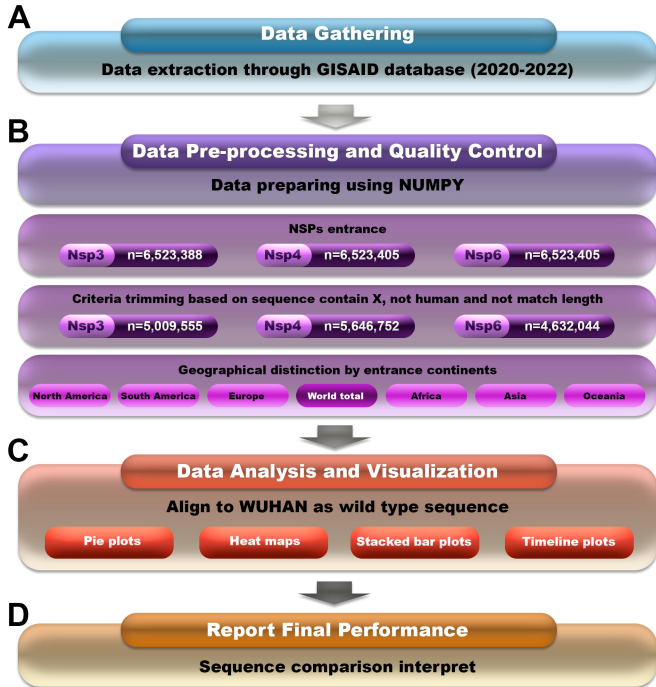 A
Data Gathering
Data extraction through GISAID database (2020-2022)
B
Data Pre-processing and Quality Control
Data preparing using NUMPY
NSPs entrance
Nsp3 n=6,523,388 Nsp4 n=6,523,405 Nsp6 n=6,523,405
Criteria trimming based on sequence contain X, not human and not match length
Nsp3 n=5,009,555 Nsp4 n=5,646,752 Nsp6 n=4,632,044
Geographical distinction by entrance continents
North America South America Europe World total Africa Asia Oceania
C
Data Analysis and Visualization
Align to WUHAN as wild type sequence
Pie plots Heat maps Stacked bar plots Timeline plots
D
Report Final Performance
Sequence comparison interpret